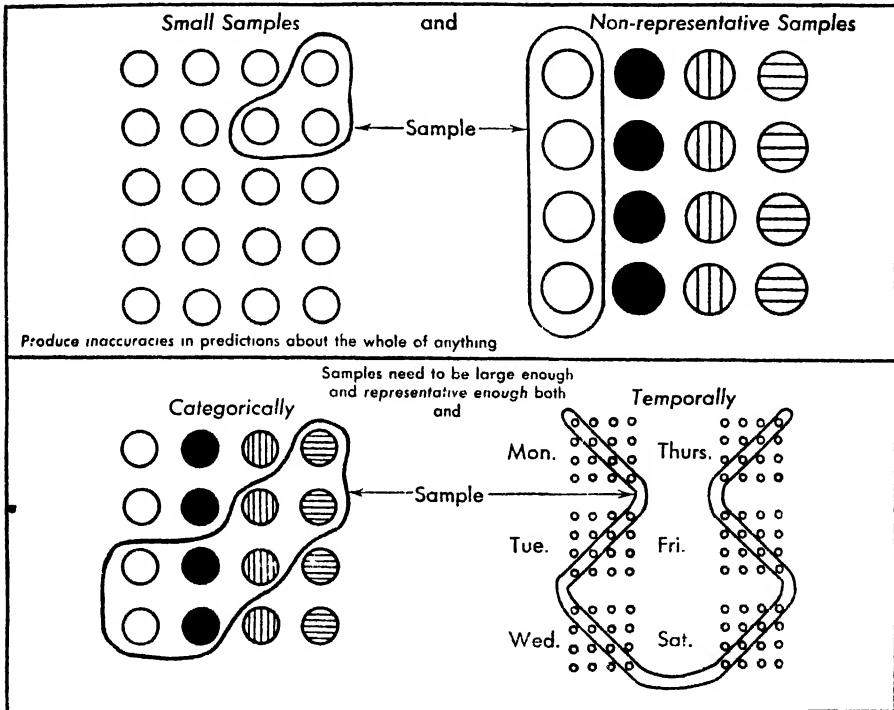 Small Samples and Non-representative Samples
Sample
Produce inaccuracies in predictions about the whole of anything
Samples need to be large enough
and representative enough both
Categorically and Temporally
Mon. Thurs.
Sample
Tue. Fri.
Wed. Sat.